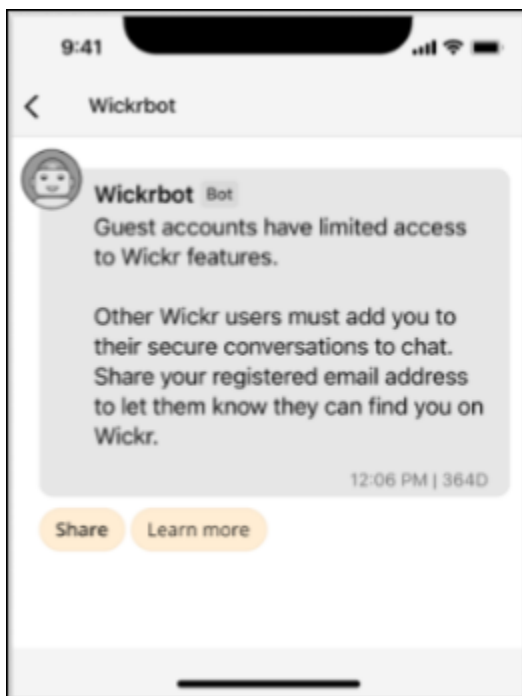 9:41
Wickrbot
Wickrbot Bot
Guest accounts have limited access
to Wickr features.
Other Wickr users must add you to
their secure conversations to chat.
Share your registered email address
to let them know they can find you on
Wickr.
12:06 PM | 364D
Share Learn more